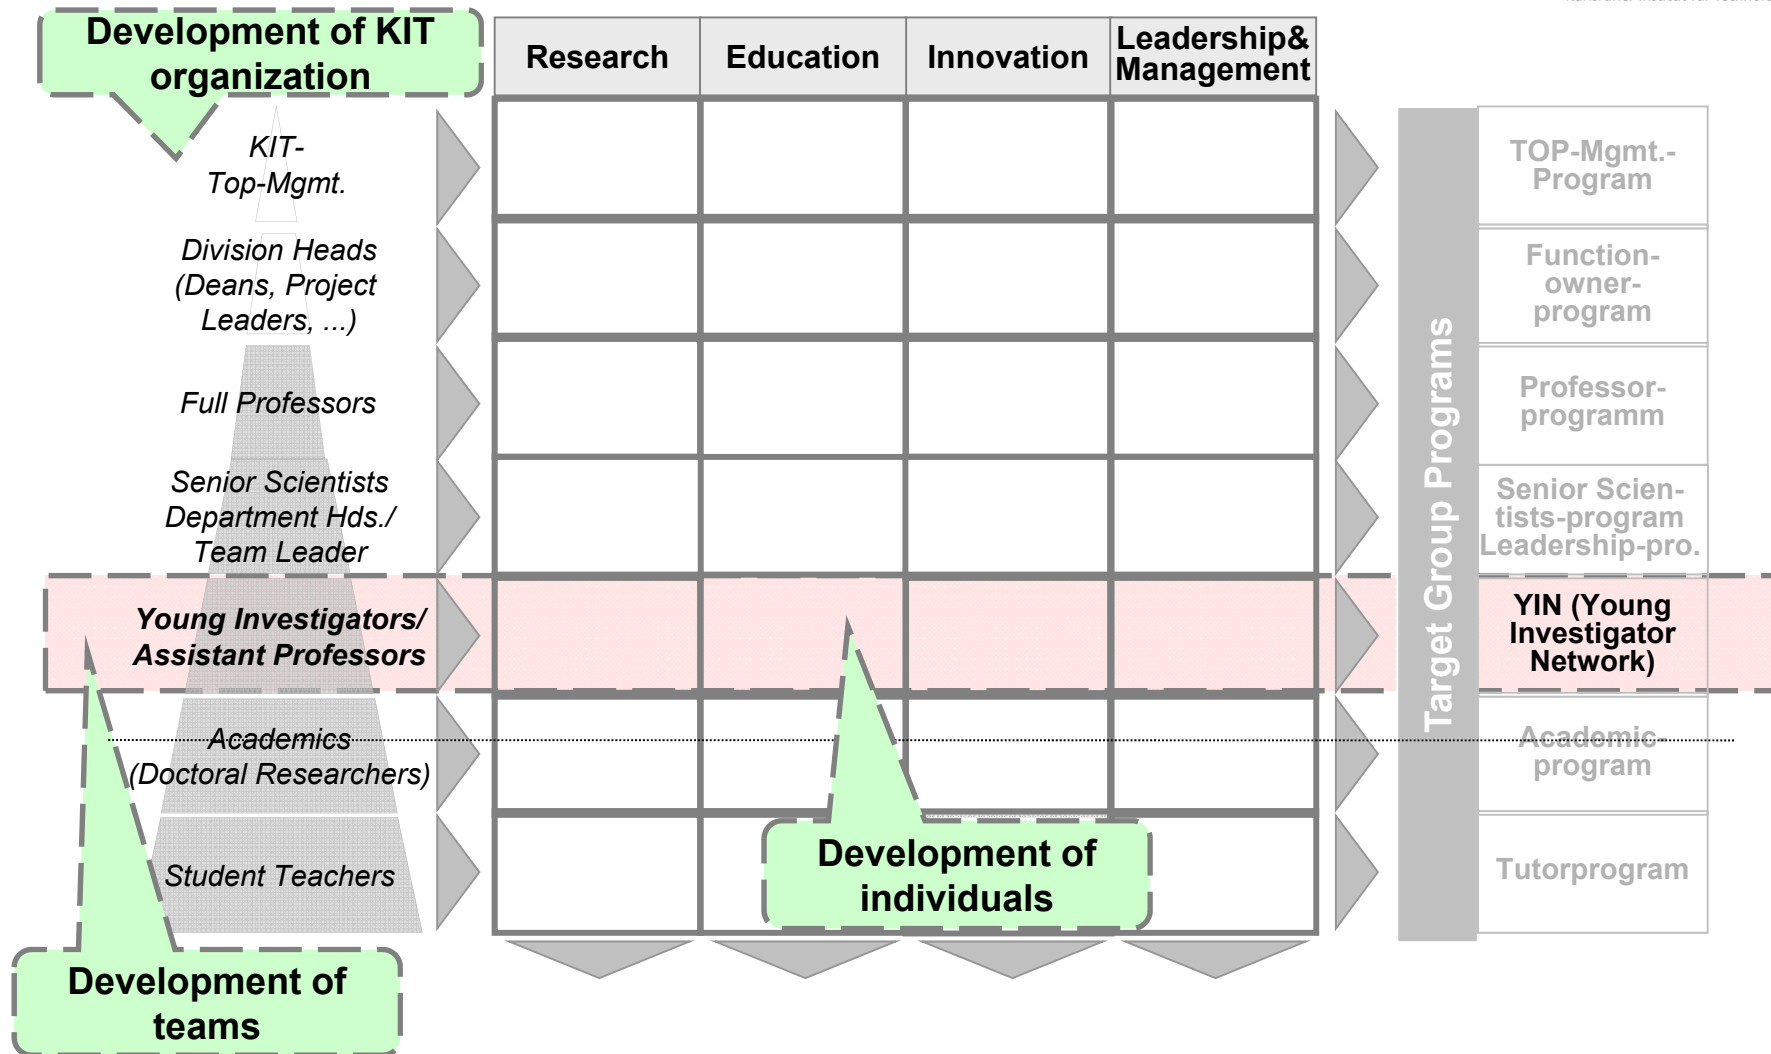 Development of KIT
organization
Research
Education
Innovation
Leadership&
Management
KIT-
Top-Mgmt.
TOP-Mgmt.-
Program
Division Heads
(Deans, Project
Leaders, ...)
Function-
owner-
program
Full Professors
Professor-
programm
Senior Scientists
Department Hds./
Team Leader
Senior Scien-
tists-program
Leadership-pro.
Target Group Programs
Young Investigators/
Assistant Professors
YIN (Young
Investigator
Network)
Academics
(Doctoral Researchers)
Academic-
program
Student Teachers
Tutorprogram
Development of
individuals
Development of
teams